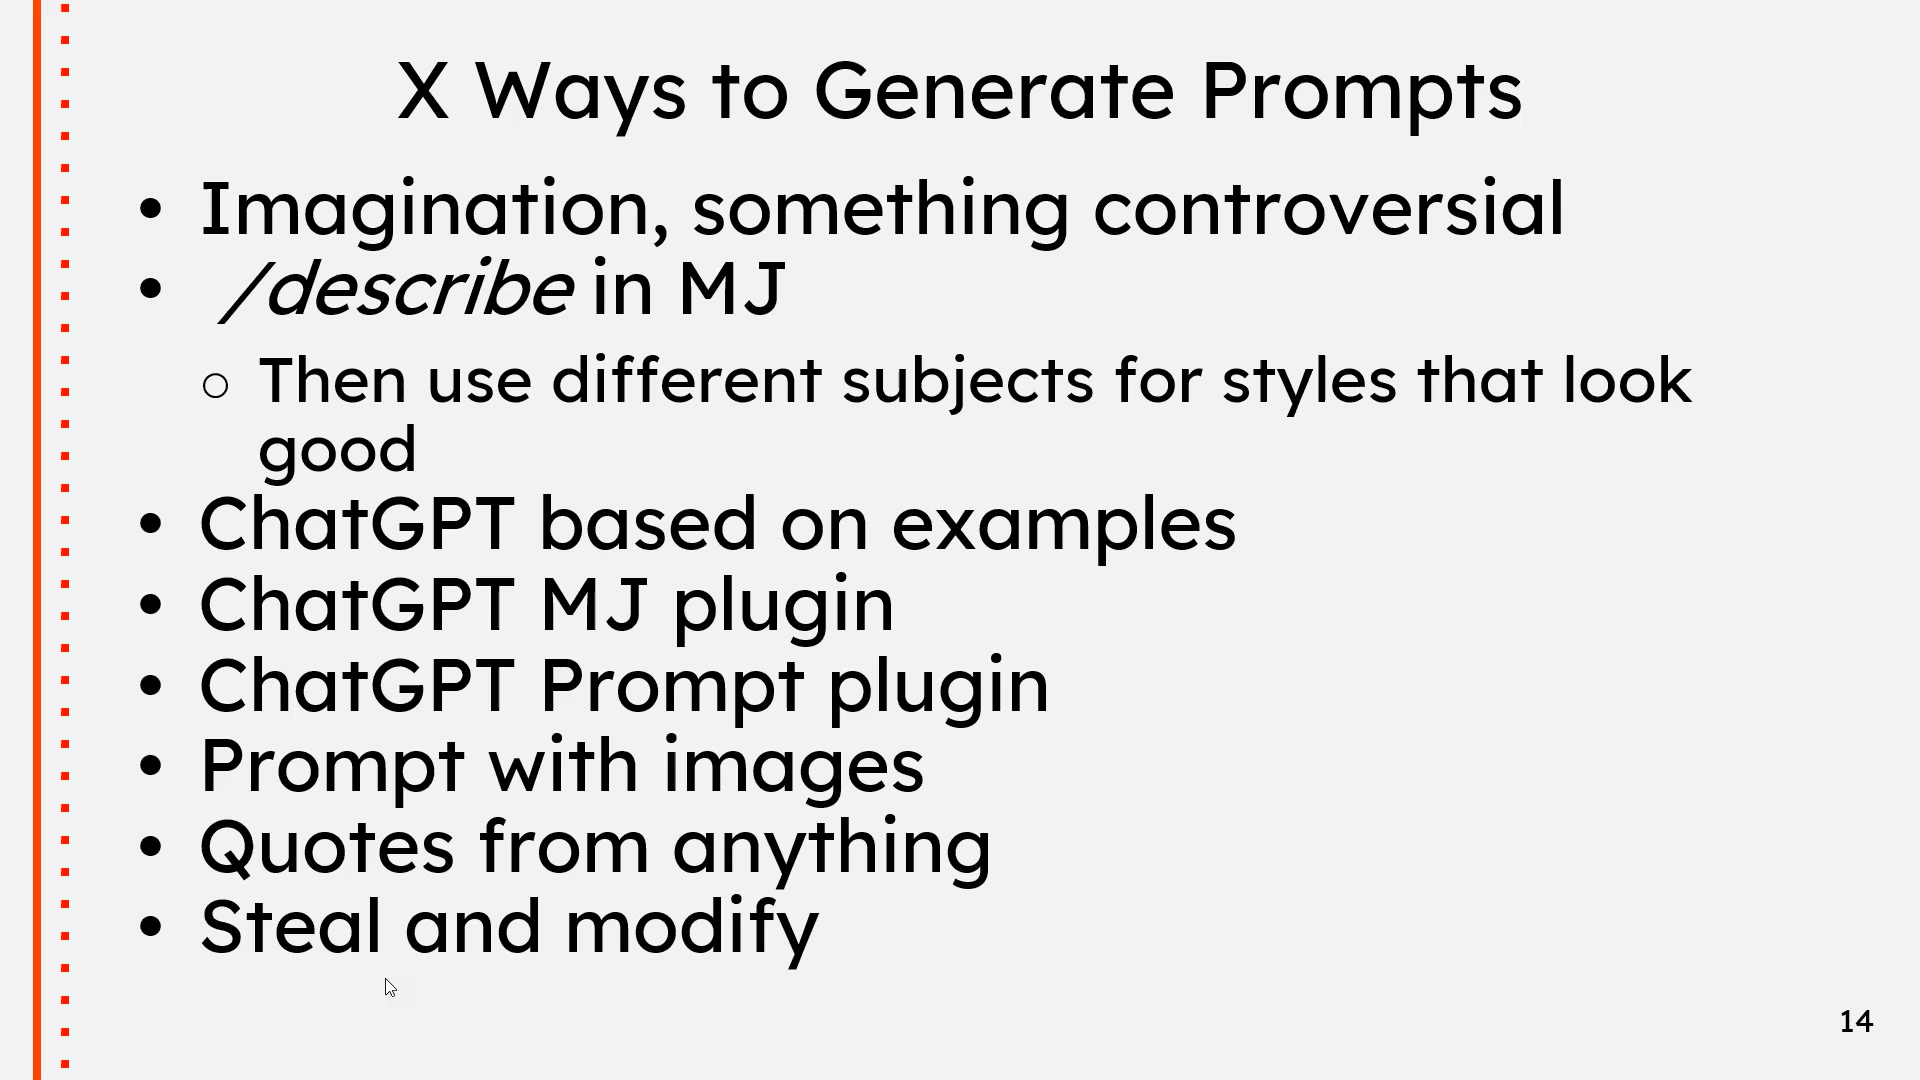 X Ways to Generate Prompts
• Imagination, something controversial
• /describe in MJ
○ Then use different subjects for styles that look
good
• ChatGPT based on examples
• ChatGPT MJ plugin
• ChatGPT Prompt plugin
• Prompt with images
• Quotes from anything
• Steal and modify
14